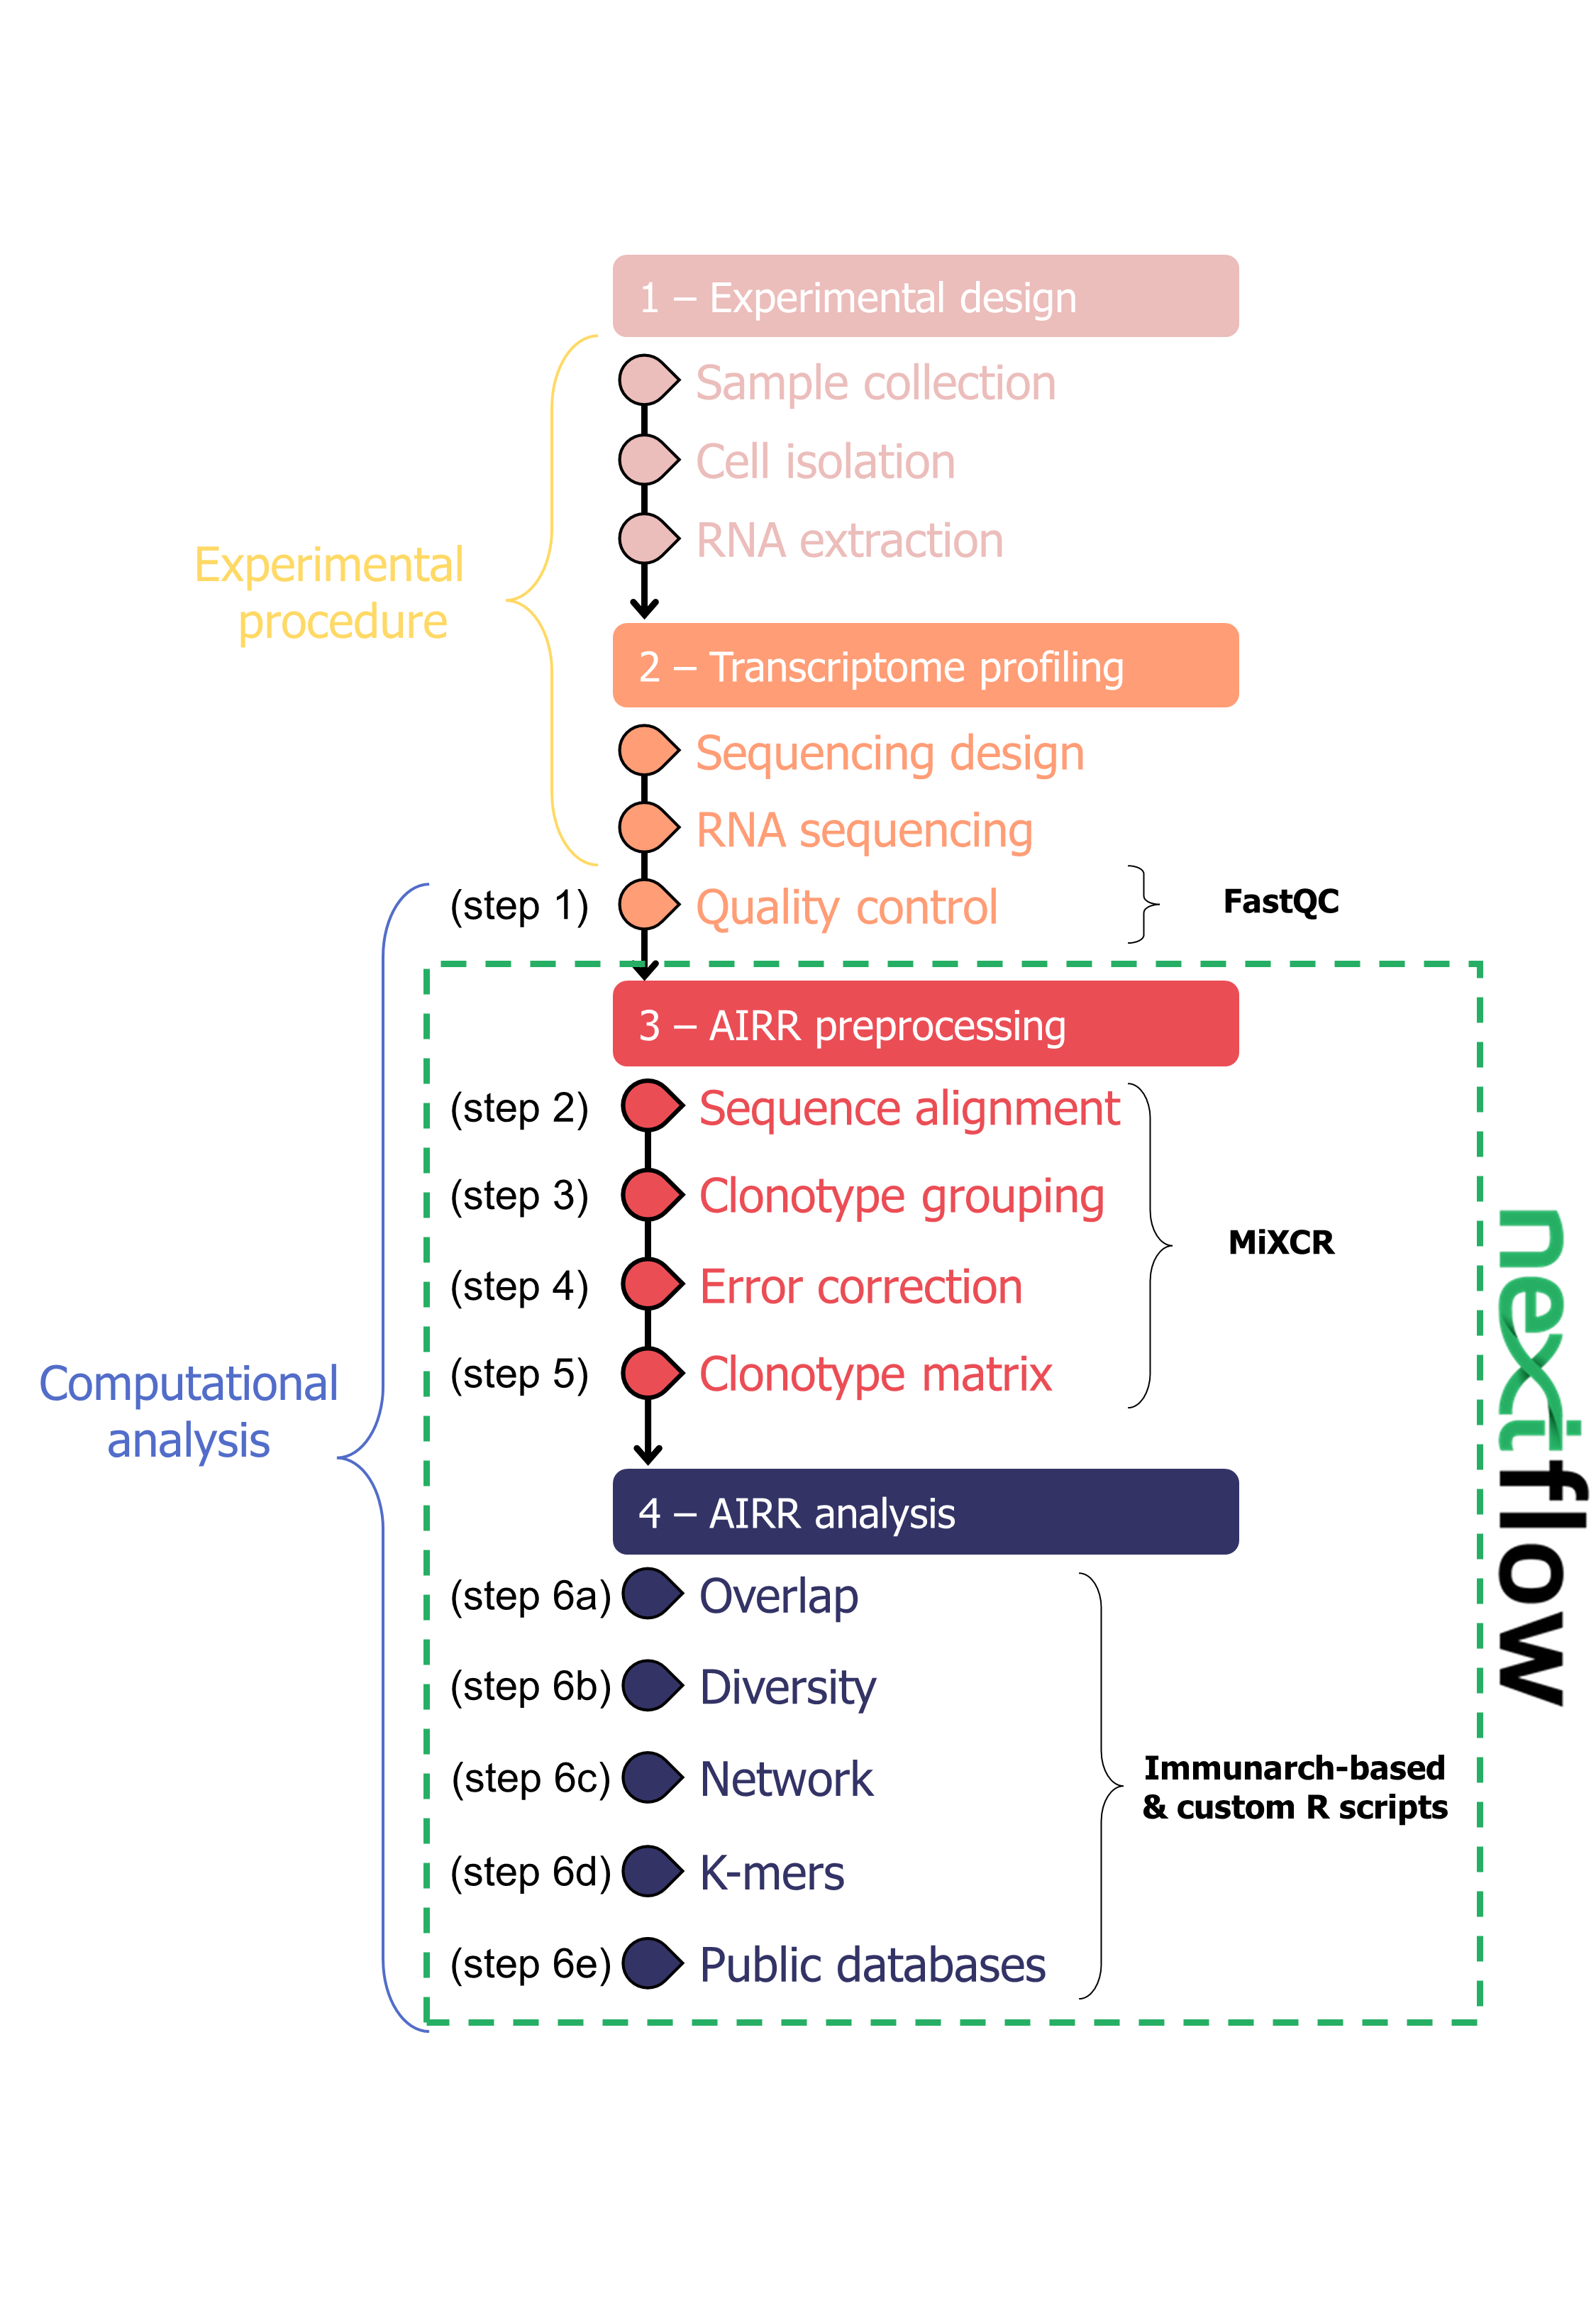 1 – Experimental design
Sample collection
Cell isolation
RNA extraction
Experimental
procedure
2 – Transcriptome profiling
Sequencing design
RNA sequencing
(step 1) Quality control FastQC
3 – AIRR preprocessing
(step 2) Sequence alignment
(step 3) Clonotype grouping
MiXCR
(step 4) Error correction
(step 5) Clonotype matrix
Computational
analysis
nextflow
4 – AIRR analysis
(step 6a) Overlap
(step 6b) Diversity
(step 6c) Network
Immunarch-based
& custom R scripts
(step 6d) K-mers
(step 6e) Public databases